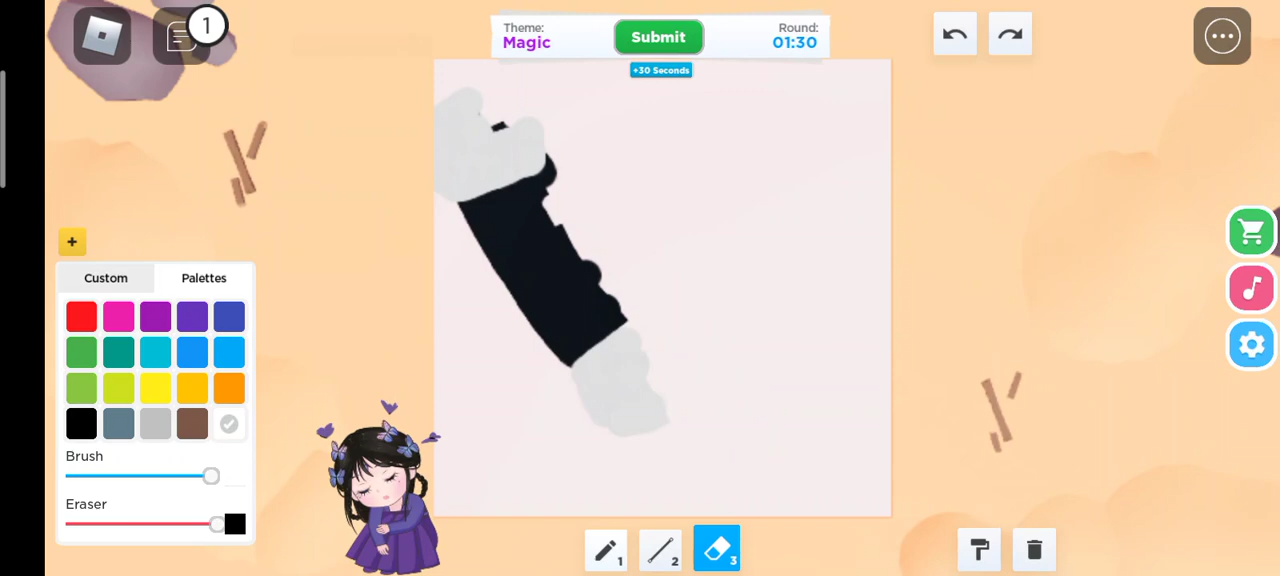 1
Theme:
Magic
Submit
Round:
01:30
+30 Seconds
+
Custom
Palettes
Brush
Eraser
1
2
3